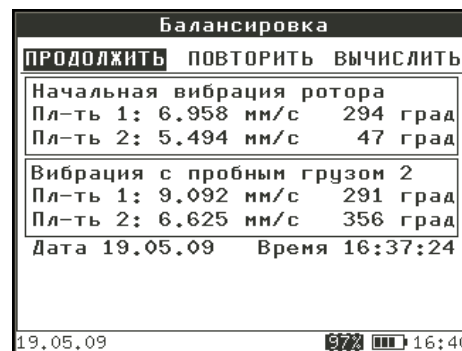 Балансировка
ПРОДОЛЖИТЬ ПОВТОРИТЬ ВЫЧИСЛИТЬ
Начальная вибрация ротора
Пл-ть 1: 6.958 мм/с 294 град
Пл-ть 2: 5.494 мм/с 47 град
Вибрация с пробным грузом 2
Пл-ть 1: 9.092 мм/с 291 град
Пл-ть 2: 6.625 мм/с 356 град
Дата 19.05.09 Время 16:37:24
19.05.09 97% 16:40